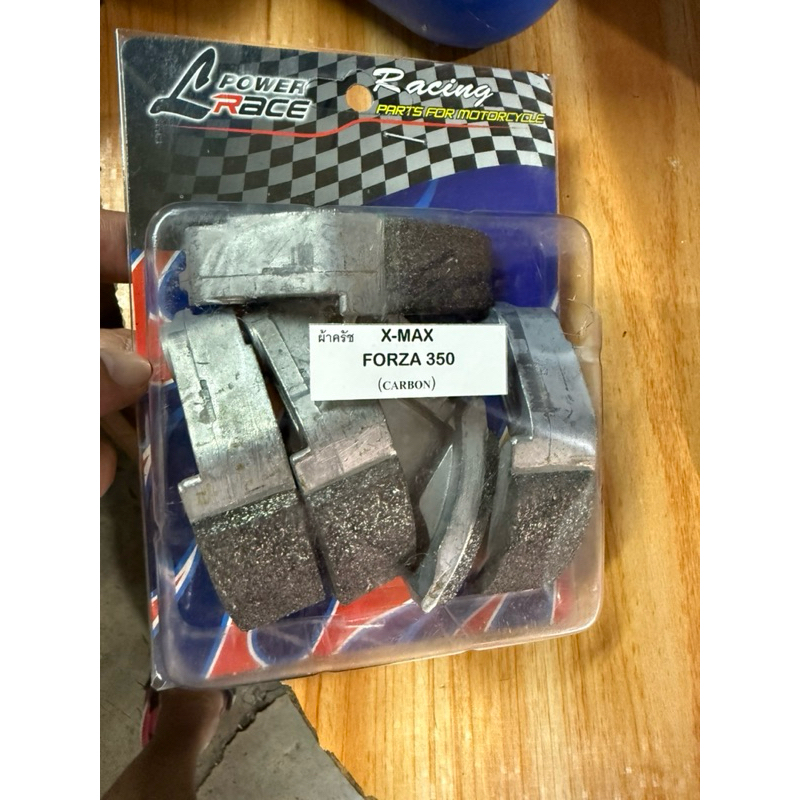 POWER
RACE
Racing
PARTS FOR MOTORCYCLE
ผ้าครัช X-MAX
FORZA 350
(CARBON)